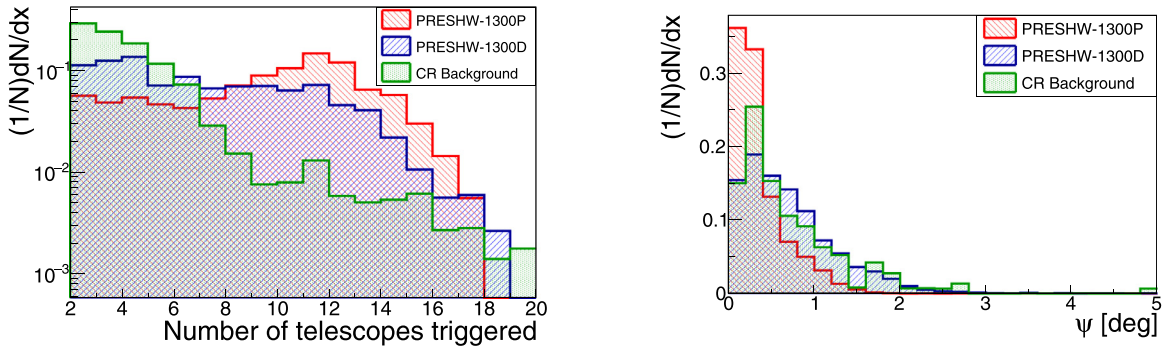 (1/N)dN/dx
PRESHW-1300P
PRESHW-1300D
CR Background
10⁻¹
10⁻²
10⁻³
2 4 6 8 10 12 14 16 18 20
Number of telescopes triggered
(1/N)dN/dx
PRESHW-1300P
PRESHW-1300D
CR Background
0.3
0.2
0.1
0
0 1 2 3 4 5
ψ [deg]